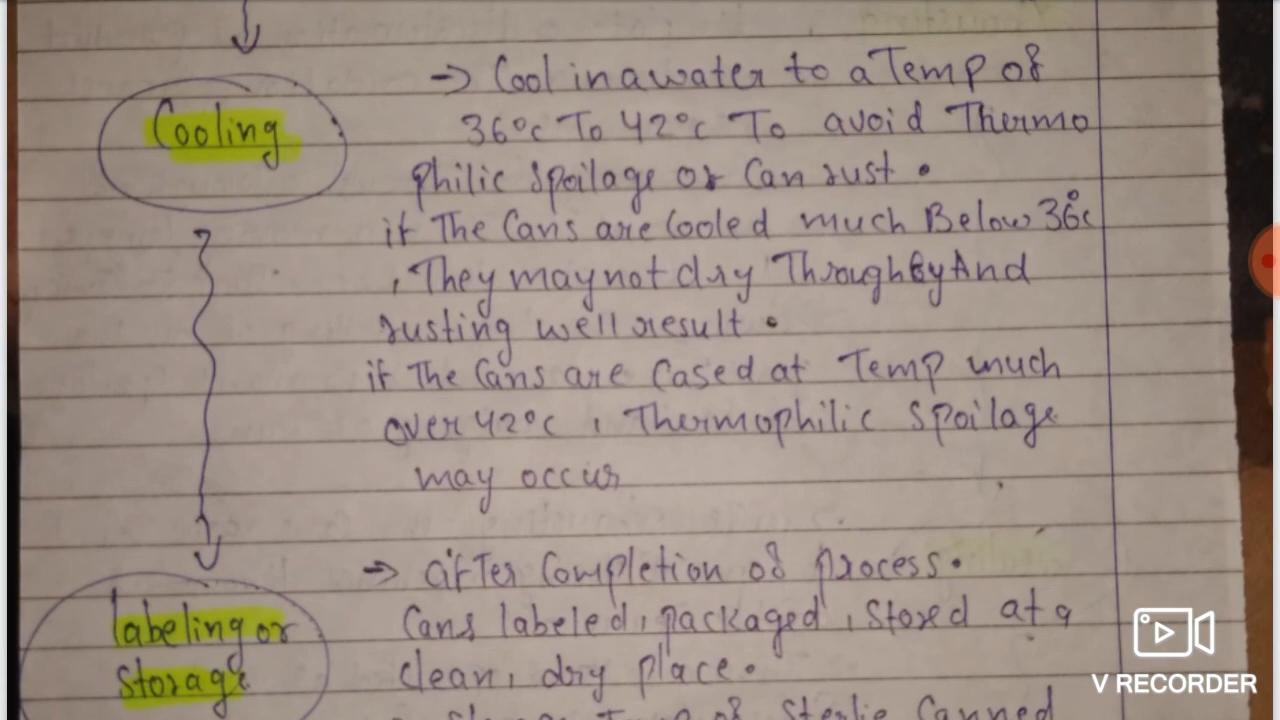 Cooling
→ Cool in a water to a Temp of
36°c To 42°c To avoid Thermo
philic Spoilage or Can rust.
if The Cans are Cooled much Below 36°c
, They may not dry Throughly And
rusting well result.
if The Cans are Cased at Temp much
over 42°c, Thermophilic Spoilage
may occur
labeling or
storage
→ after Completion of process.
Cans labeled, packaged, Stored at a
clean, dry place.
of Sterlie Canned
V RECORDER